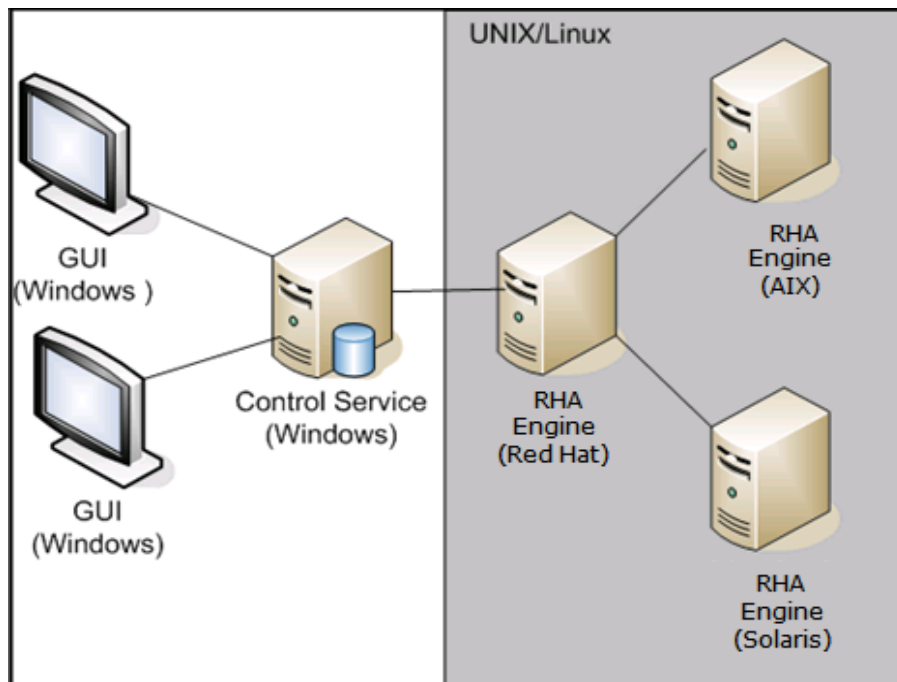 UNIX/Linux
GUI
(Windows )
GUI
(Windows)
Control Service
(Windows)
RHA
Engine
(Red Hat)
RHA
Engine
(AIX)
RHA
Engine
(Solaris)